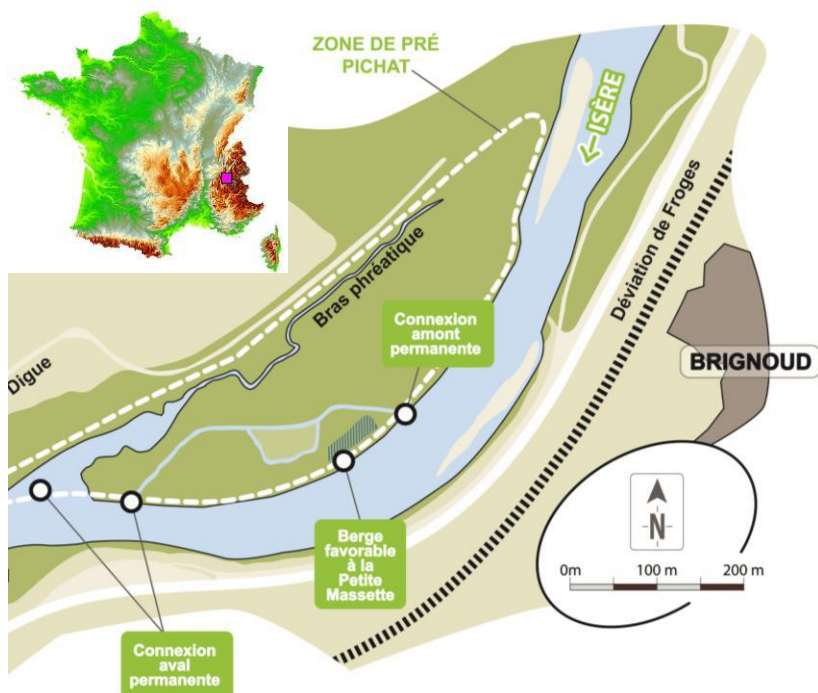 ZONE DE PRÉ
PICHAT
←ISÈRE
Déviation de Froges
Bras phréatique
Connexion
amont
permanente
BRIGNOUD
Digue
Berge
favorable
à la
Petite
Massette
N
0m 100 m 200 m
Connexion
aval
permanente